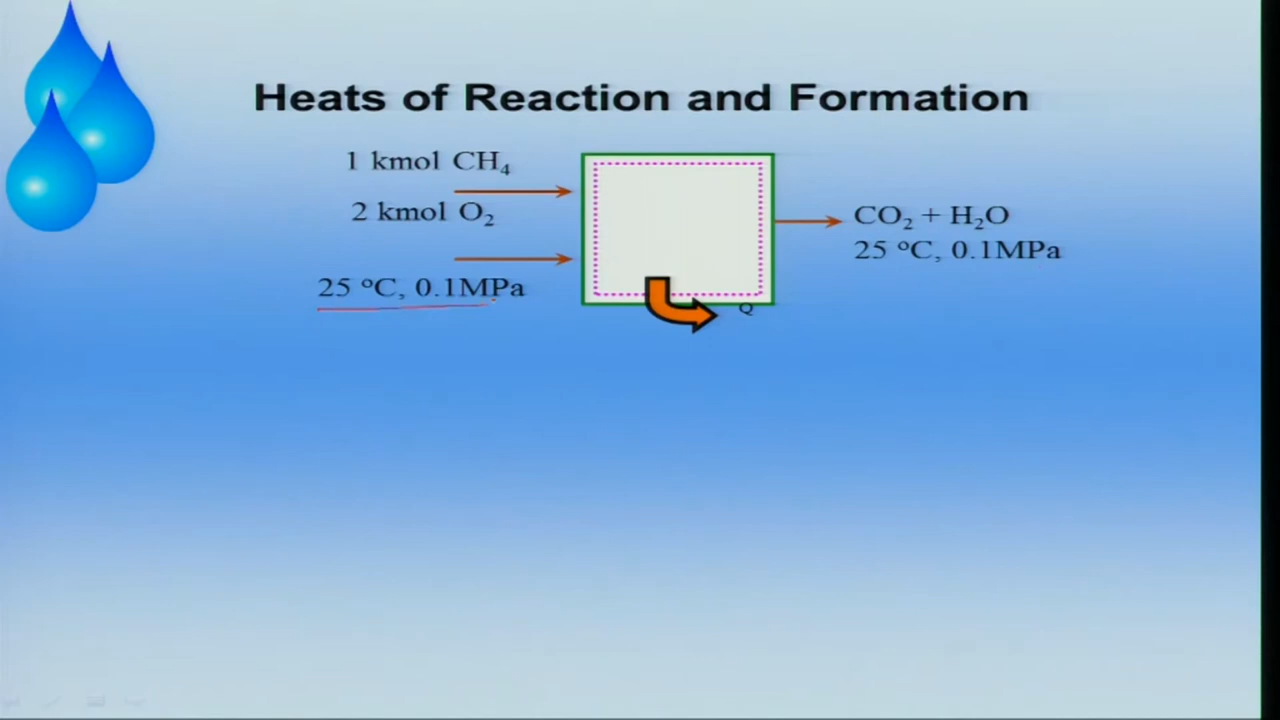 Heats of Reaction and Formation
1 kmol CH₄
2 kmol O₂
25 °C, 0.1MPa
CO₂ + H₂O
25 °C, 0.1MPa
Q